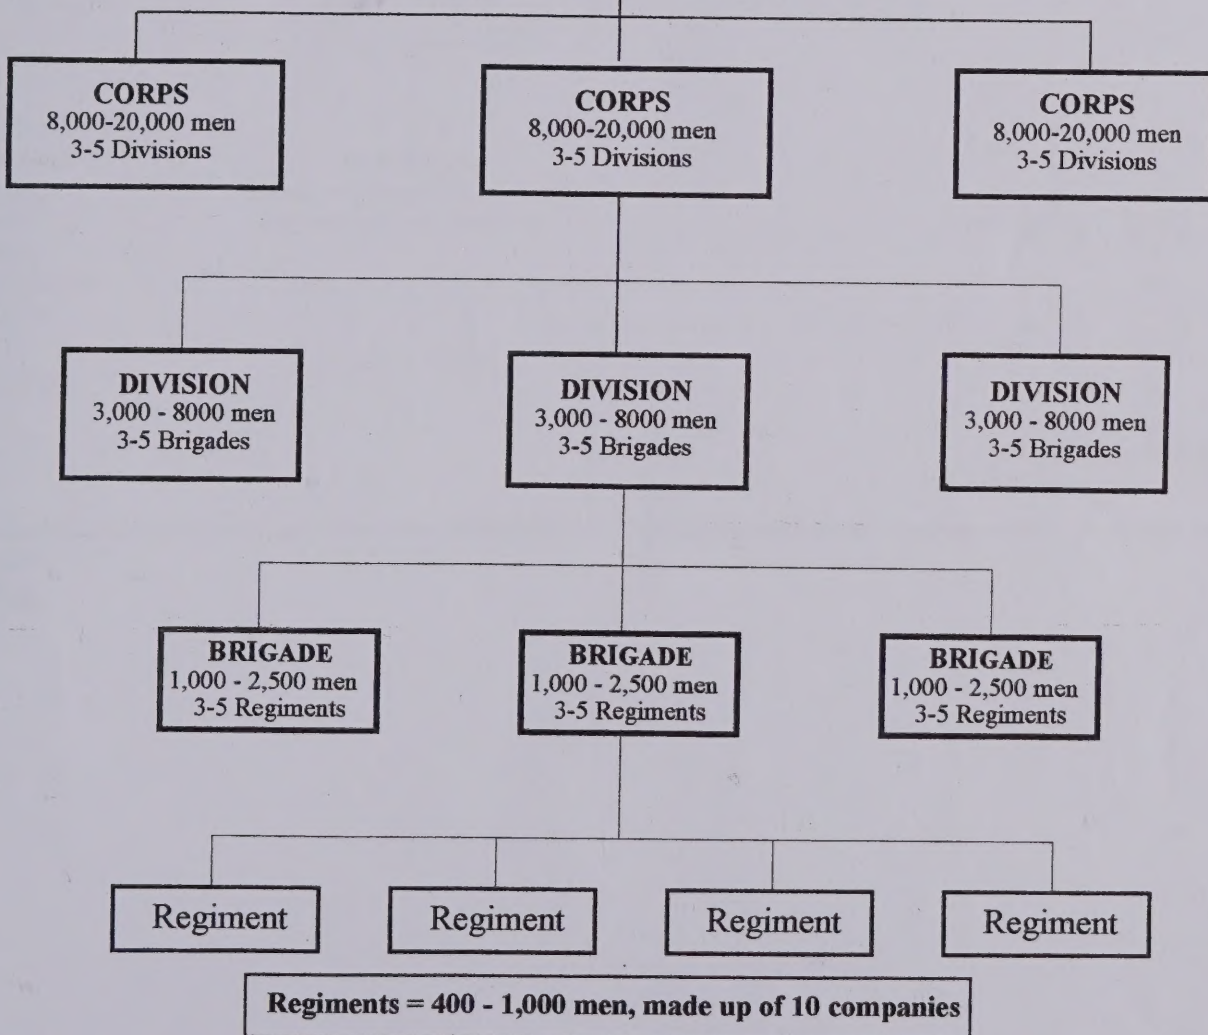 CORPS
8,000-20,000 men
3-5 Divisions
CORPS
8,000-20,000 men
3-5 Divisions
CORPS
8,000-20,000 men
3-5 Divisions
DIVISION
3,000 - 8000 men
3-5 Brigades
DIVISION
3,000 - 8000 men
3-5 Brigades
DIVISION
3,000 - 8000 men
3-5 Brigades
BRIGADE
1,000 - 2,500 men
3-5 Regiments
BRIGADE
1,000 - 2,500 men
3-5 Regiments
BRIGADE
1,000 - 2,500 men
3-5 Regiments
Regiment
Regiment
Regiment
Regiment
Regiments = 400 - 1,000 men, made up of 10 companies